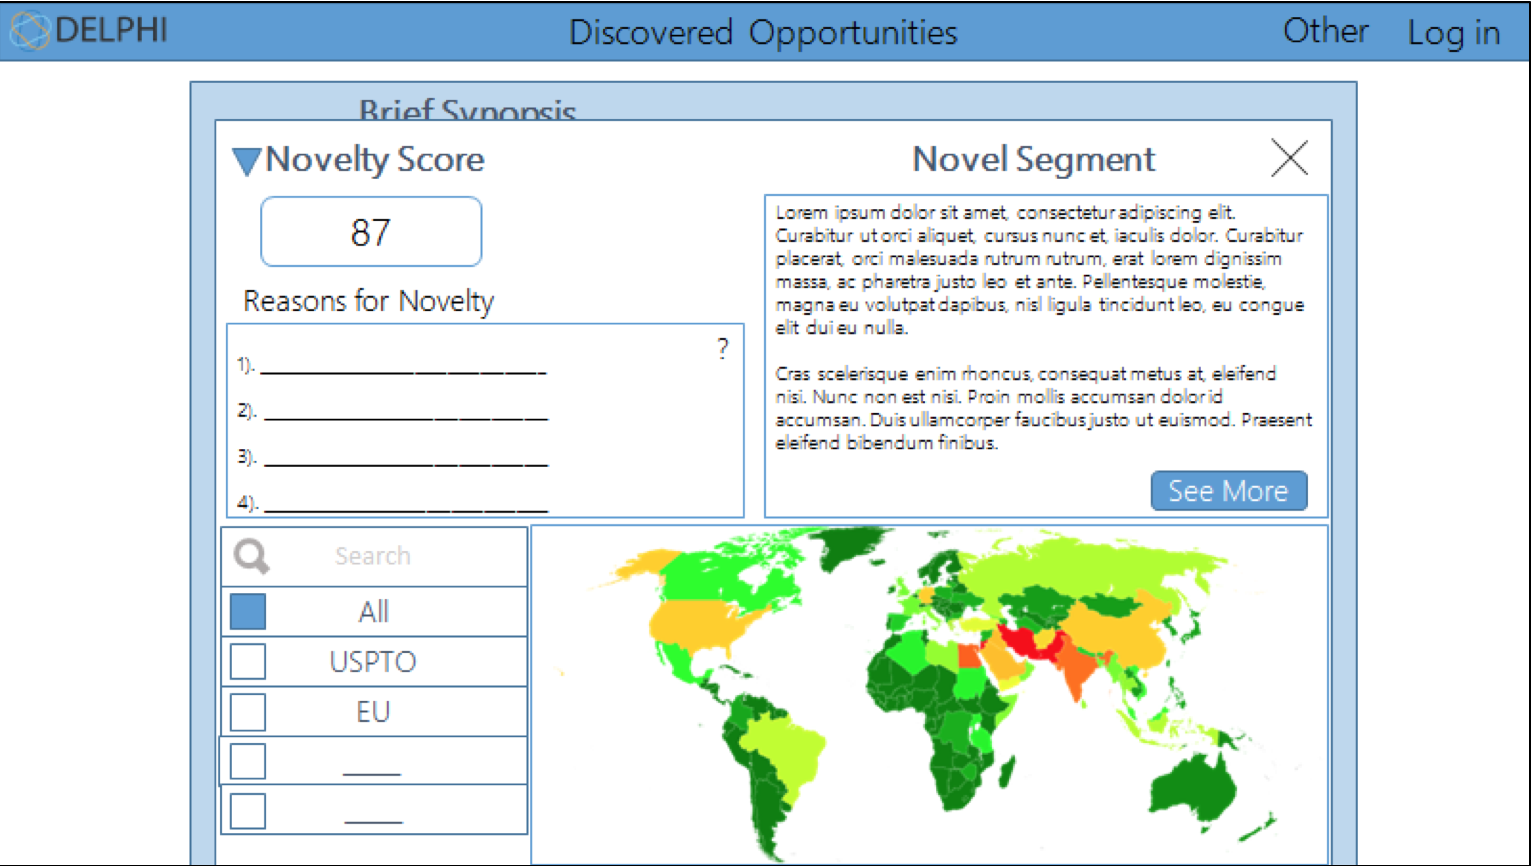 DELPHI
Discovered Opportunities
Other
Log in
Brief Synopsis
Novelty Score
87
Reasons for Novelty
?
1). ____________________
2). ____________________
3). ____________________
4). ____________________
Novel Segment
Lorem ipsum dolor sit amet, consectetur adipiscing elit.
Curabitur ut orci aliquet, cursus nunc et, iaculis dolor. Curabitur
placerat, orci malesuada rutrum rutrum, erat lorem dignissim
massa, ac pharetra justo leo et ante. Pellentesque molestie,
magna eu volutpat dapibus, nisl ligula tincidunt leo, eu congue
elit dui eu nulla.
Cras scelerisque enim rhoncus, consequat metus at, eleifend
nisi. Nunc non est nisi. Proin mollis accumsan dolor id
accumsan. Duis ullamcorper faucibus justo ut euismod. Praesent
eleifend bibendum finibus.
See More
Search
All
USPTO
EU
____
____